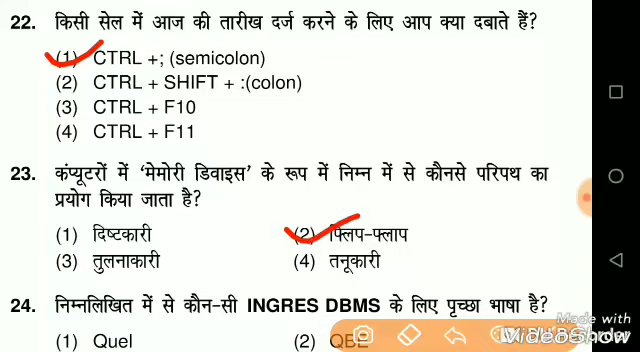 22. किसी सेल में आज की तारीख दर्ज करने के लिए आप क्या दबाते हैं?
(1) CTRL +; (semicolon)
(2) CTRL + SHIFT + :(colon)
(3) CTRL + F10
(4) CTRL + F11
23. कंप्यूटरों में ‘मेमोरी डिवाइस’ के रूप में निम्न में से कौनसे परिपथ का
प्रयोग किया जाता है?
(1) दिष्टकारी (2) फ्लिप-फ्लाप
(3) तुलनाकारी (4) तनूकारी
24. निम्नलिखित में से कौन-सी INGRES DBMS के लिए पृच्छा भाषा है?
Made with
(1) Quel (2) QBE VideoShow